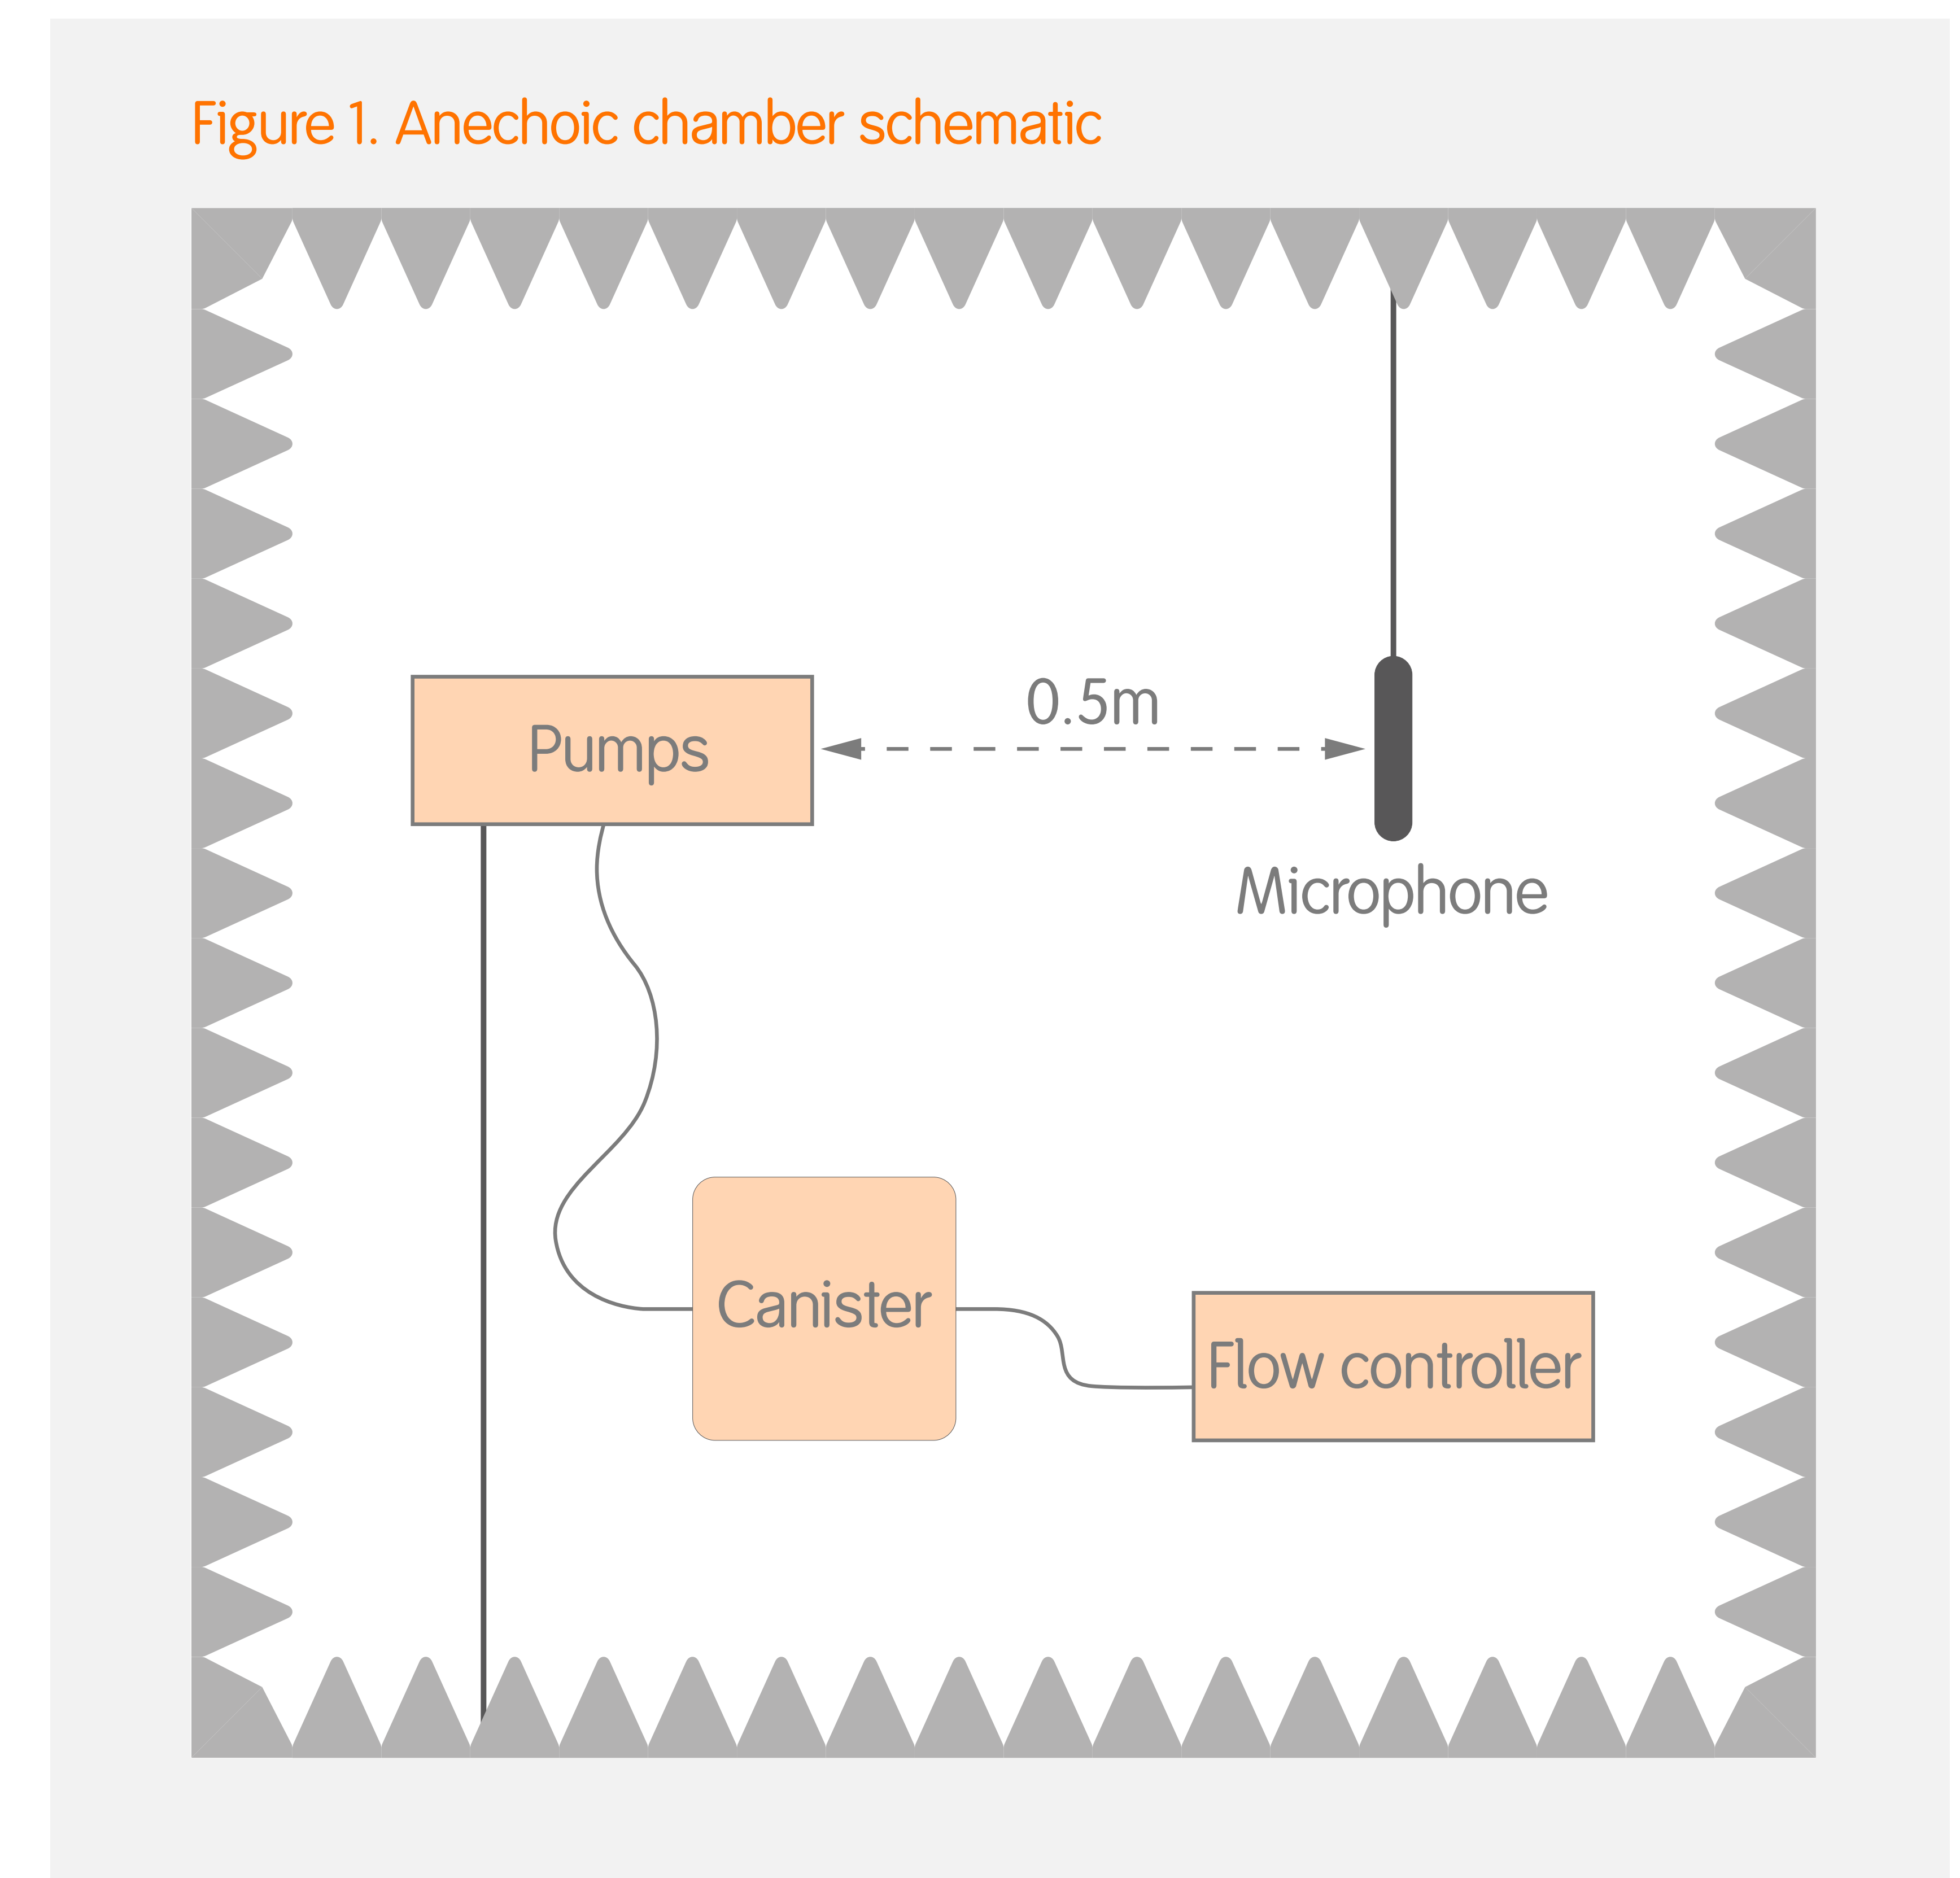 Figure 1. Anechoic chamber schematic
0.5m
Pumps
Microphone
Canister
Flow controller